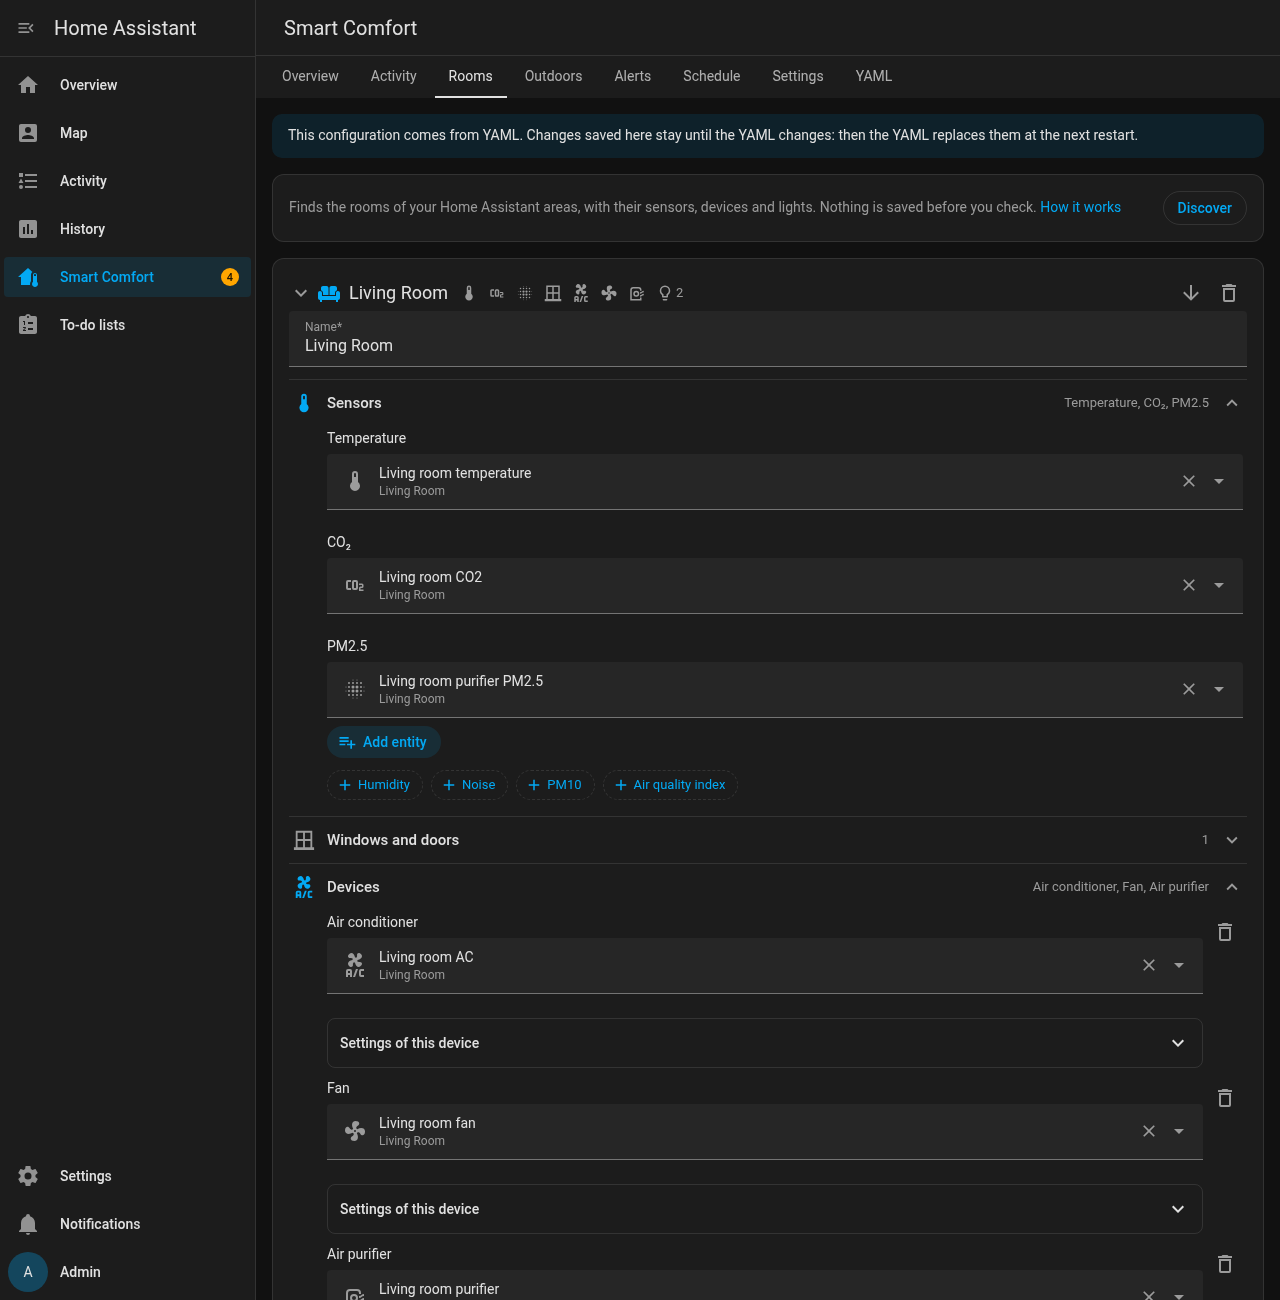 Home Assistant
Overview
Map
Activity
History
Smart Comfort
4
To-do lists
Settings
Notifications
A
Admin
Smart Comfort
Overview Activity Rooms Outdoors Alerts Schedule Settings YAML
This configuration comes from YAML. Changes saved here stay until the YAML changes: then the YAML replaces them at the next restart.
Finds the rooms of your Home Assistant areas, with their sensors, devices and lights. Nothing is saved before you check. How it works
Discover
Living Room CO₂ A/C 2
Name*
Living Room
Sensors
Temperature, CO₂, PM2.5
Temperature
Living room temperature
Living Room
CO₂
CO₂
Living room CO2
Living Room
PM2.5
Living room purifier PM2.5
Living Room
Add entity
Humidity
Noise
PM10
Air quality index
Windows and doors
1
A/C
Devices
Air conditioner, Fan, Air purifier
Air conditioner
A/C
Living room AC
Living Room
Settings of this device
Fan
Living room fan
Living Room
Settings of this device
Air purifier
Living room purifier